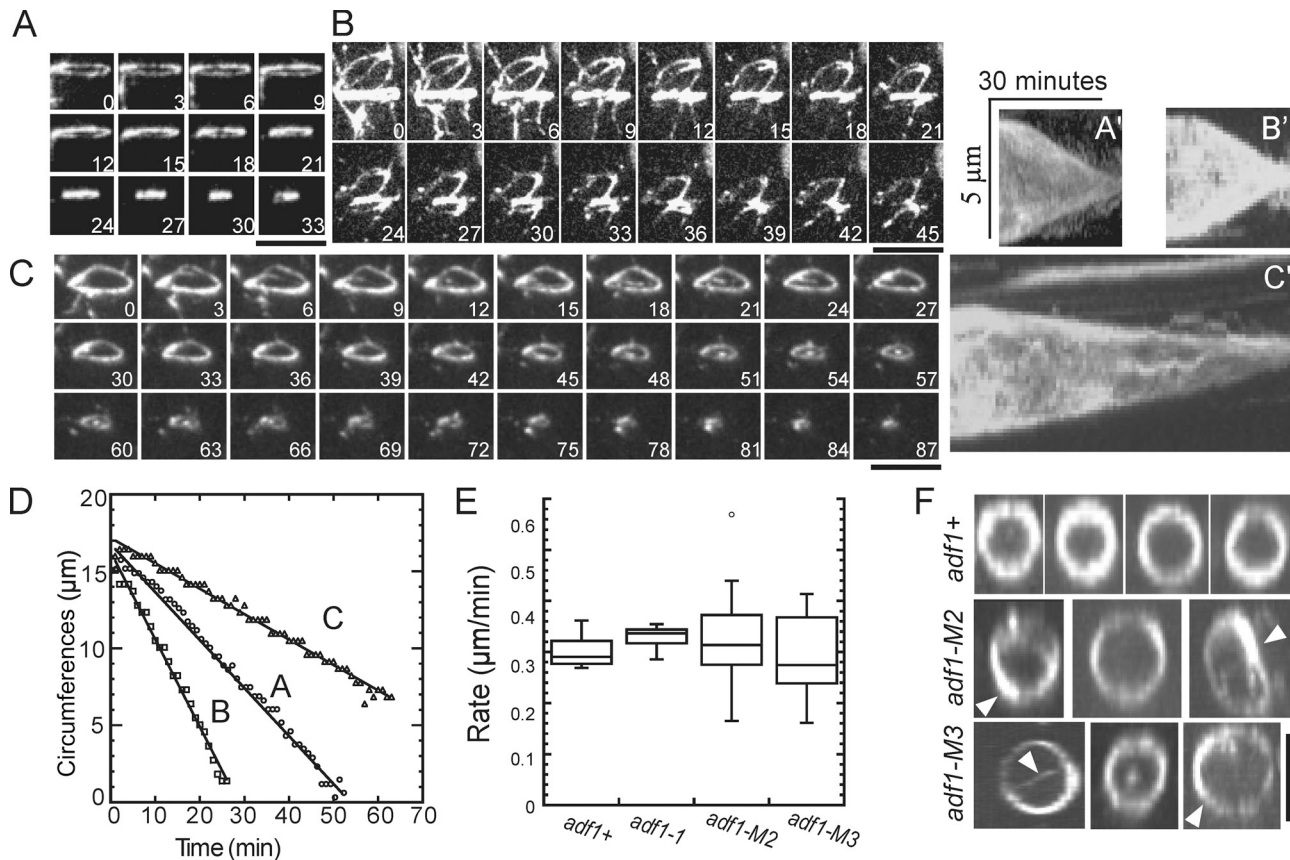 A
0 3 6 9
12 15 18 21
24 27 30 33
B
0 3 6 9 12 15 18 21
24 27 30 33 36 39 42 45
30 minutes
5 μm
A'
B'
C'
C
0 3 6 9 12 15 18 21 24 27
30 33 36 39 42 45 48 51 54 57
60 63 66 69 72 75 78 81 84 87
D
Circumferences (μm)
20
15
10
5
0
C
A
B
0 10 20 30 40 50 60 70
Time (min)
E
Rate (μm/min)
0.6
0.5
0.4
0.3
0.2
0.1
0
adf1+ adf1-1 adf1-M2 adf1-M3
F
adf1+
adf1-M2
adf1-M3